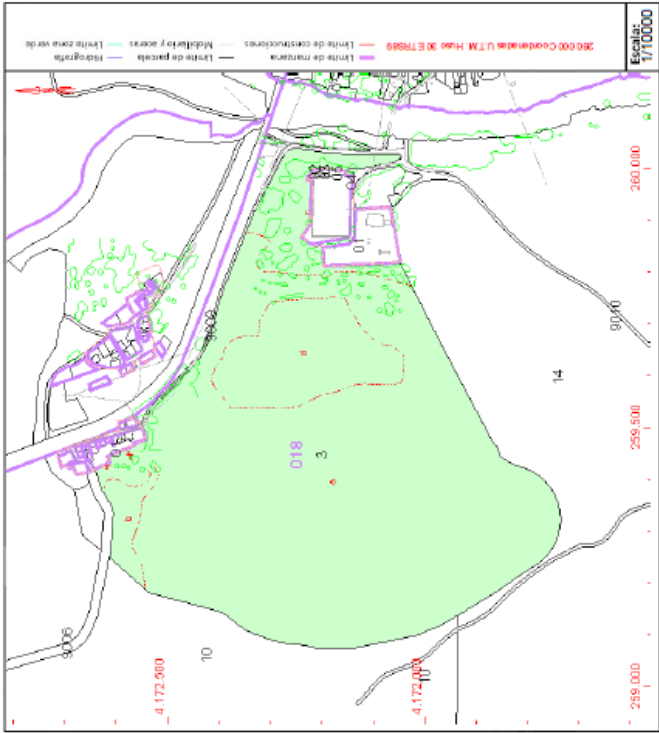 Escala:
1/10000
260.000 Coordenadas U.T.M. Huso 30 ETRS89
Límite de manzana
Límite de parcela
Límite de construcciones
Mobiliario y aceras
Límite zona verde
Hidrografía
260.000
259.500
259.000
4.172.500
4.172.000
018
3
14
10
10
01
9010
9006
d
c
b